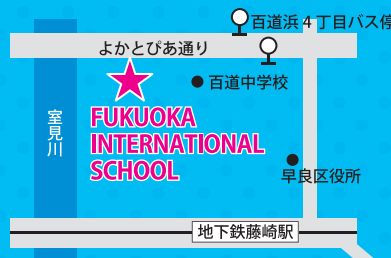 百道浜4丁目バス停
よかとぴあ通り
百道中学校
室見川
FUKUOKA
INTERNATIONAL
SCHOOL
早良区役所
地下鉄藤崎駅